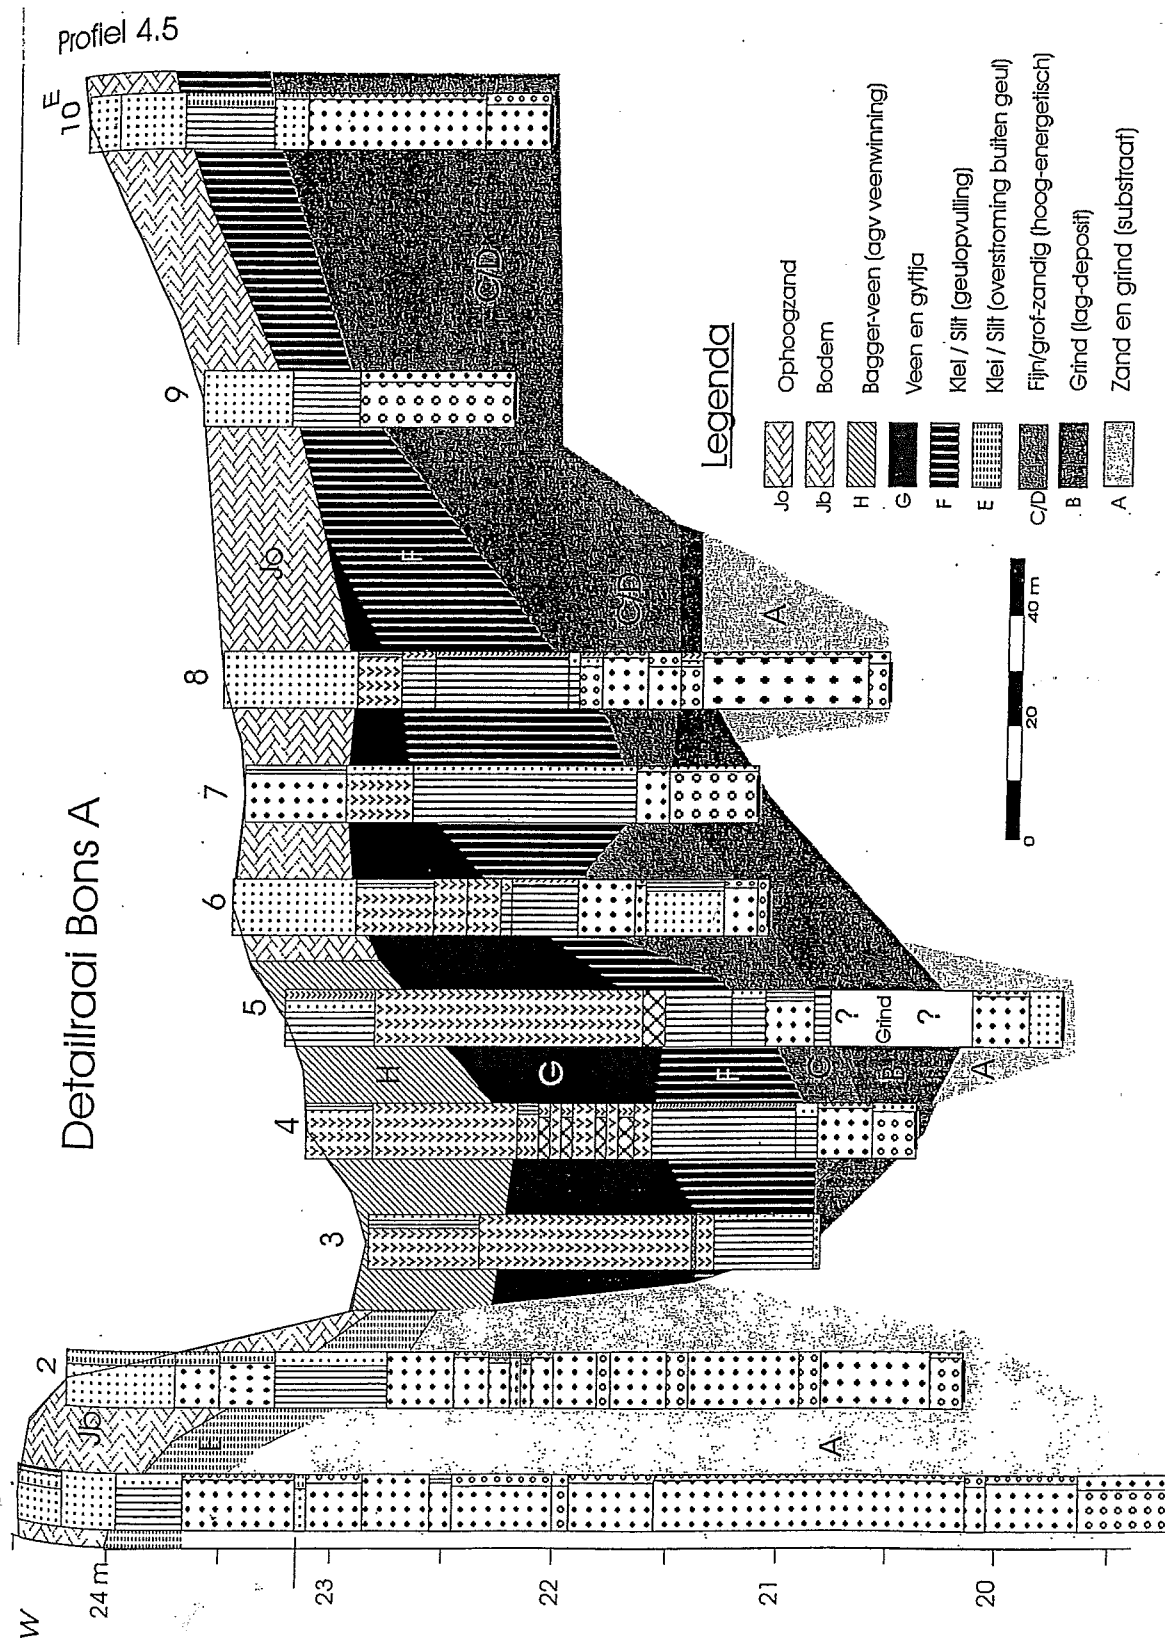 Profiel 4.5
Detailraai Bons A
W
E
2
3
4
5
6
7
8
9
10
24 m
23
22
21
20
Jb
E
A
H
G
F
C
B
A
?
Grind
?
Jo
F
C/D
A
C/D
0
20
40 m
Legenda
Jo Ophoogzand
Jb Bodem
H Bagger-veen (agv veenwinning)
G Veen en gyttja
F Klei / Silt (geulopvulling)
E Klei / Silt (overstroming buiten geul)
C/D Fijn/grof-zandig (hoog-energetisch)
B Grind (lag-deposit)
A Zand en grind (substraat)